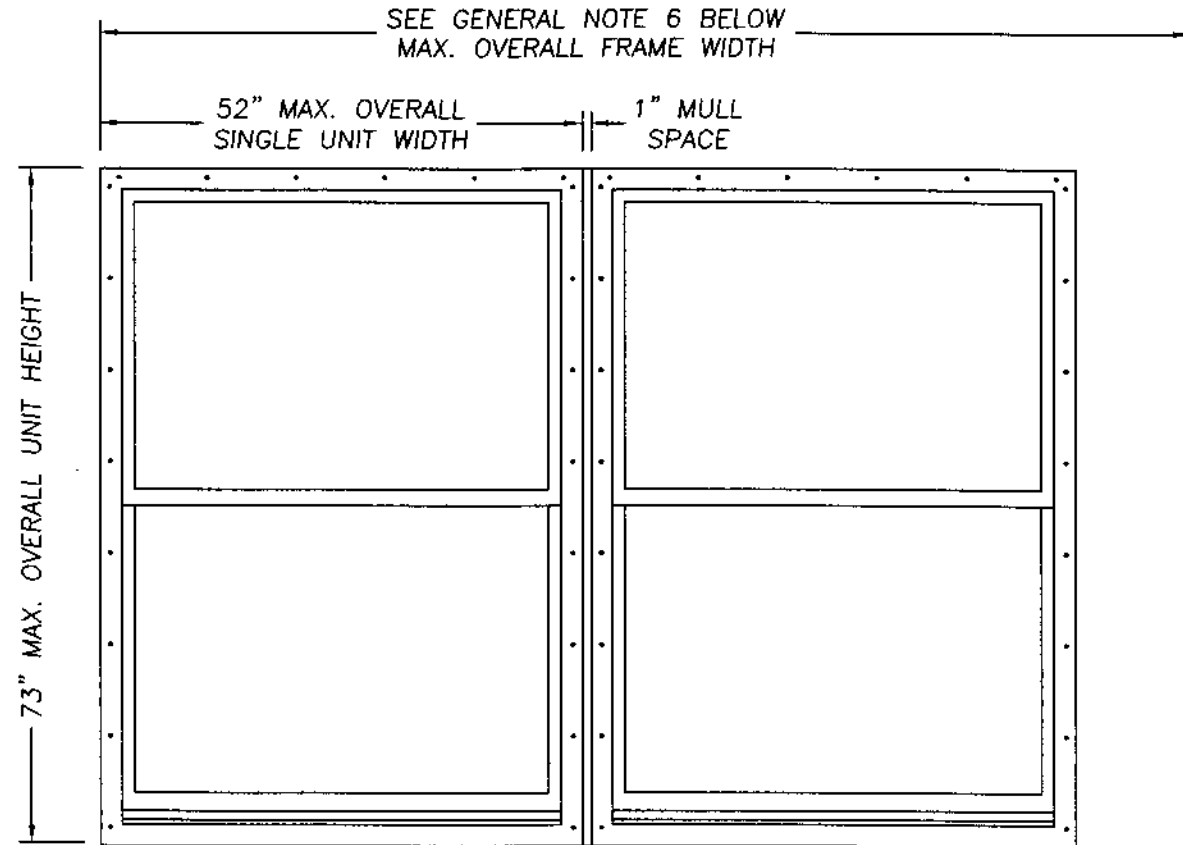 SEE GENERAL NOTE 6 BELOW
MAX. OVERALL FRAME WIDTH
52" MAX. OVERALL
SINGLE UNIT WIDTH
1" MULL
SPACE
73" MAX. OVERALL UNIT HEIGHT